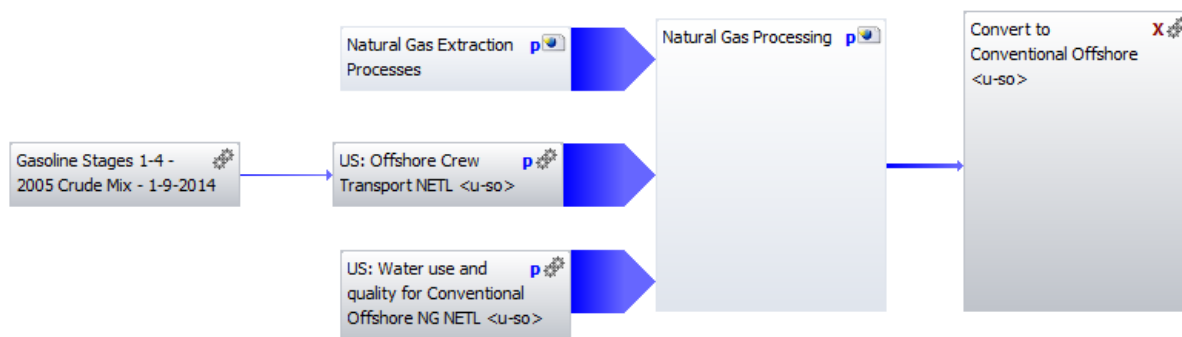 Natural Gas Extraction p
Processes
Natural Gas Processing p
Convert to X
Conventional Offshore
<u-so>
Gasoline Stages 1-4 -
2005 Crude Mix - 1-9-2014
US: Offshore Crew p
Transport NETL <u-so>
US: Water use and p
quality for Conventional
Offshore NG NETL <u-so>